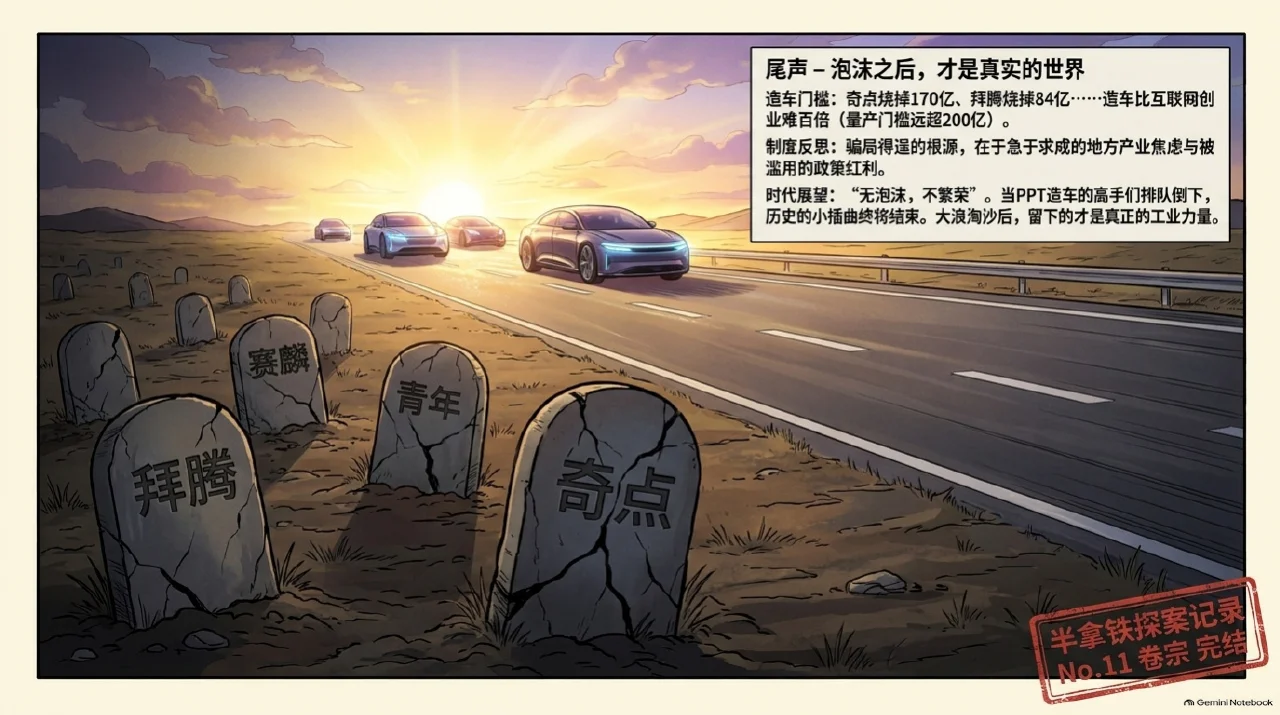 尾声 – 泡沫之后，才是真实的世界
造车门槛：奇点烧掉170亿、拜腾烧掉84亿……造车比互联网创
业难百倍（量产门槛远超200亿）。
制度反思：骗局得逞的根源，在于急于求成的地方产业焦虑与被
滥用的政策红利。
时代展望：“无泡沫，不繁荣”。当PPT造车的高手们排队倒下，
历史的小插曲终将结束。大浪淘沙后，留下的才是真正的工业力量。
赛麟
青年
拜腾
奇点
半拿铁探案记录
No.11 卷宗 完结
Gemini Notebook